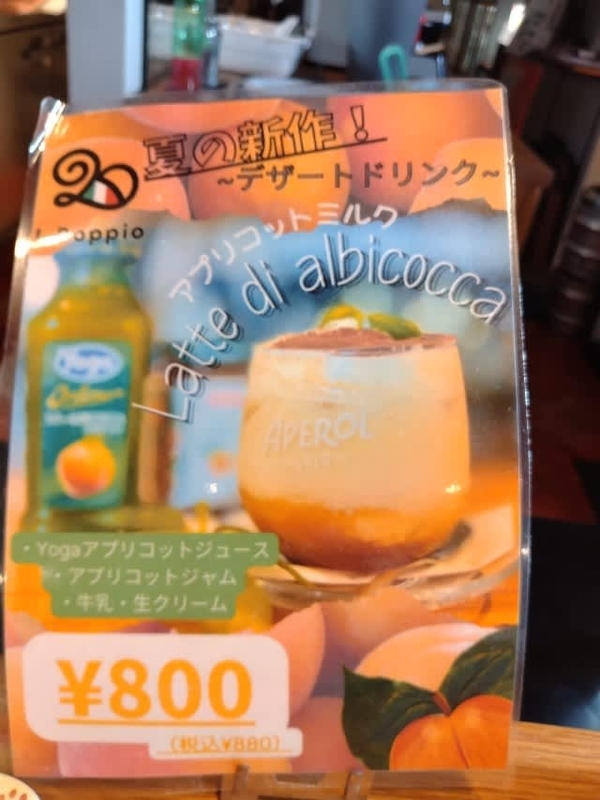 夏の新作！
~デザートドリンク~
20
Poppio
アプリコットミルク
Latte di albicocca
Yoga
APEROL
・Yogaアプリコットジュース
・アプリコットジャム
・牛乳・生クリーム
¥800
（税込¥880）